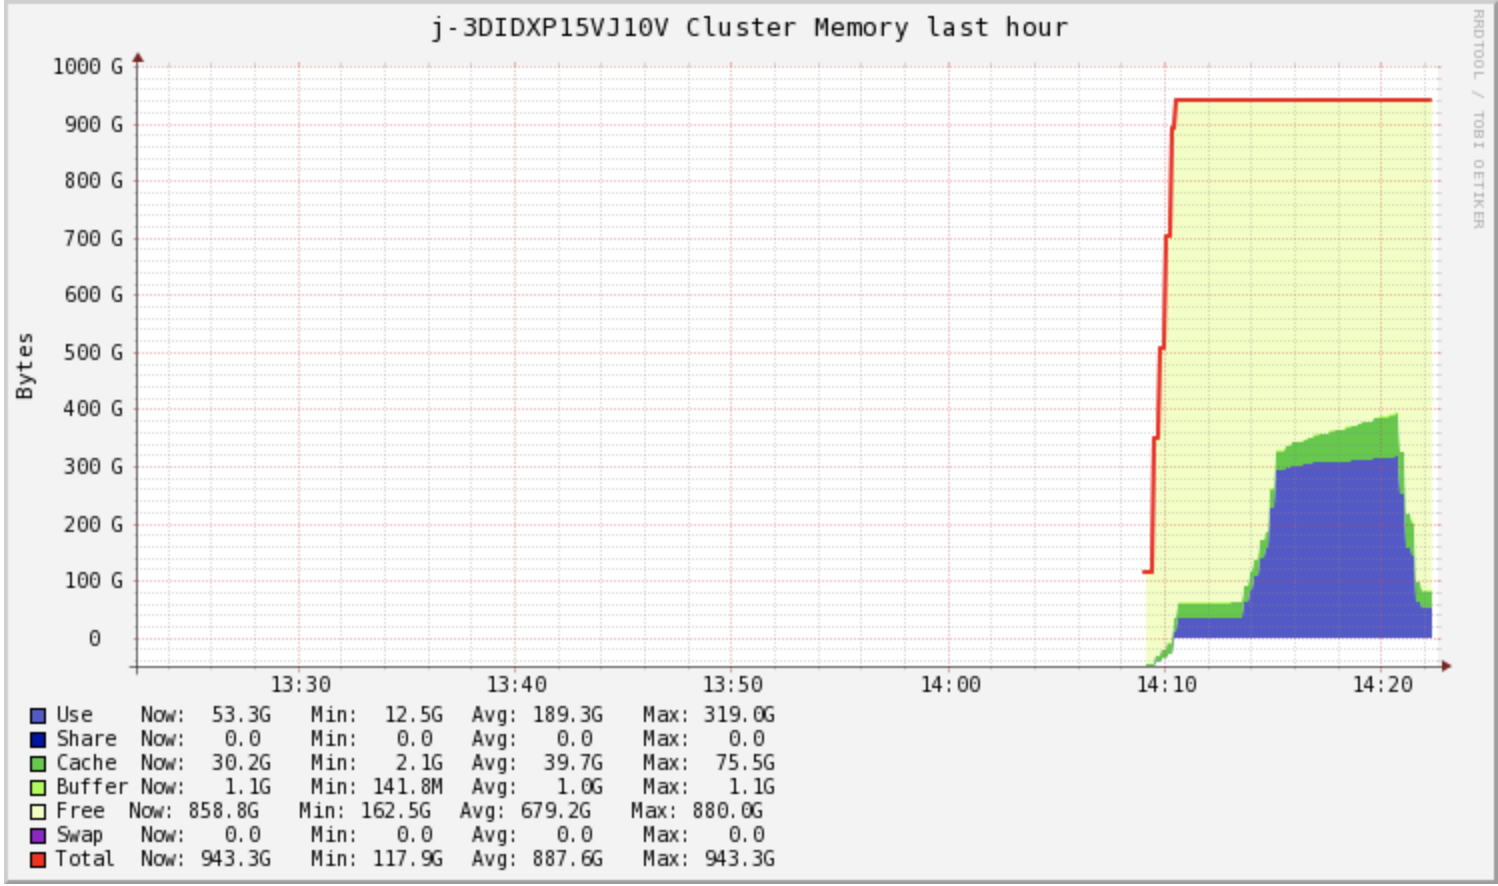 j-3DIDXP15VJ10V Cluster Memory last hour
RRDTOOL / TOBI OETIKER
Bytes
1000 G
900 G
800 G
700 G
600 G
500 G
400 G
300 G
200 G
100 G
0
13:30 13:40 13:50 14:00 14:10 14:20
Use Now: 53.3G Min: 12.5G Avg: 189.3G Max: 319.0G
Share Now: 0.0 Min: 0.0 Avg: 0.0 Max: 0.0
Cache Now: 30.2G Min: 2.1G Avg: 39.7G Max: 75.5G
Buffer Now: 1.1G Min: 141.8M Avg: 1.0G Max: 1.1G
Free Now: 858.8G Min: 162.5G Avg: 679.2G Max: 880.0G
Swap Now: 0.0 Min: 0.0 Avg: 0.0 Max: 0.0
Total Now: 943.3G Min: 117.9G Avg: 887.6G Max: 943.3G